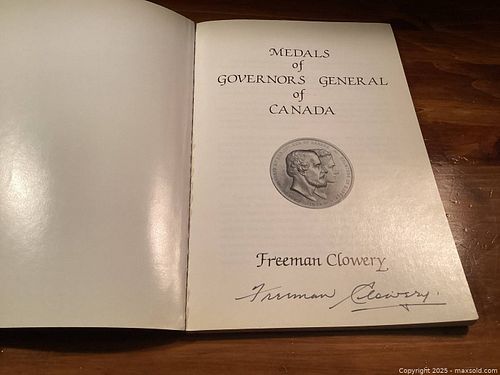 MEDALS
of
GOVERNORS GENERAL
of
CANADA
Freeman Clowery
Freeman Clowery.
Copyright 2025 - maxsold.com